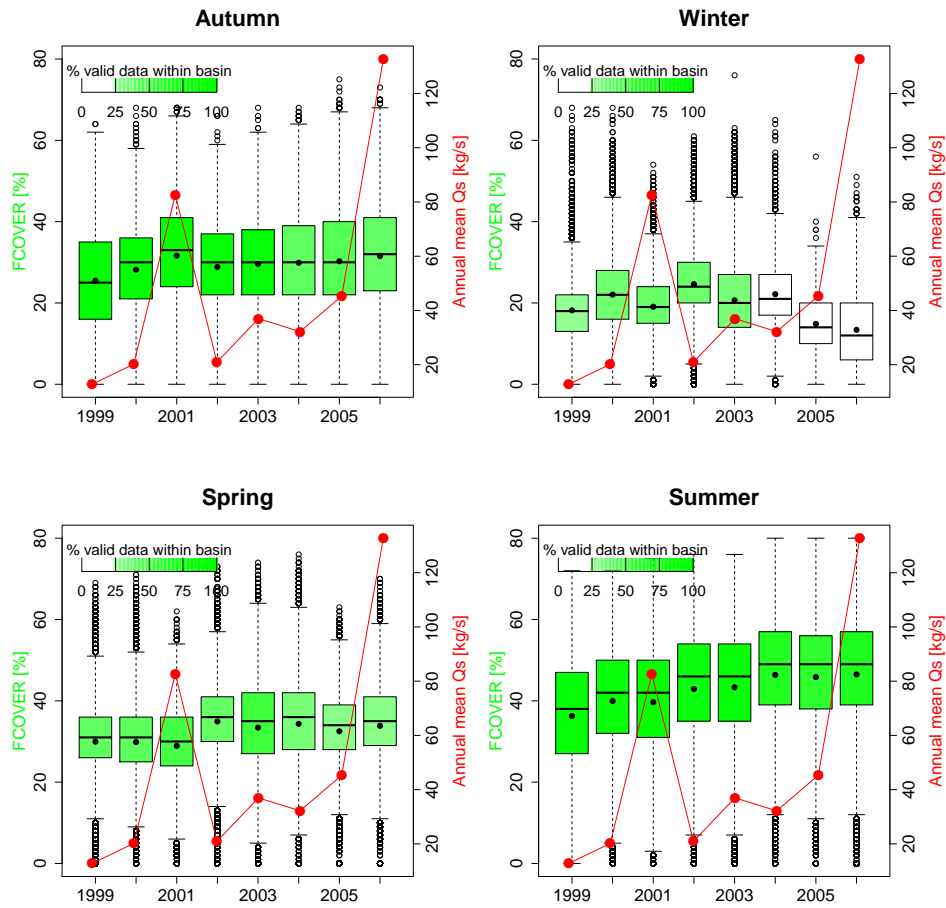 Autumn
% valid data within basin
0 25 50 75 100
FCOVER [%]
0 20 40 60 80
20 40 60 80 100 120
Annual mean Qs [kg/s]
1999 2001 2003 2005
Winter
% valid data within basin
0 25 50 75 100
FCOVER [%]
0 20 40 60 80
20 40 60 80 100 120
Annual mean Qs [kg/s]
1999 2001 2003 2005
Spring
% valid data within basin
0 25 50 75 100
FCOVER [%]
0 20 40 60 80
20 40 60 80 100 120
Annual mean Qs [kg/s]
1999 2001 2003 2005
Summer
% valid data within basin
0 25 50 75 100
FCOVER [%]
0 20 40 60 80
20 40 60 80 100 120
Annual mean Qs [kg/s]
1999 2001 2003 2005